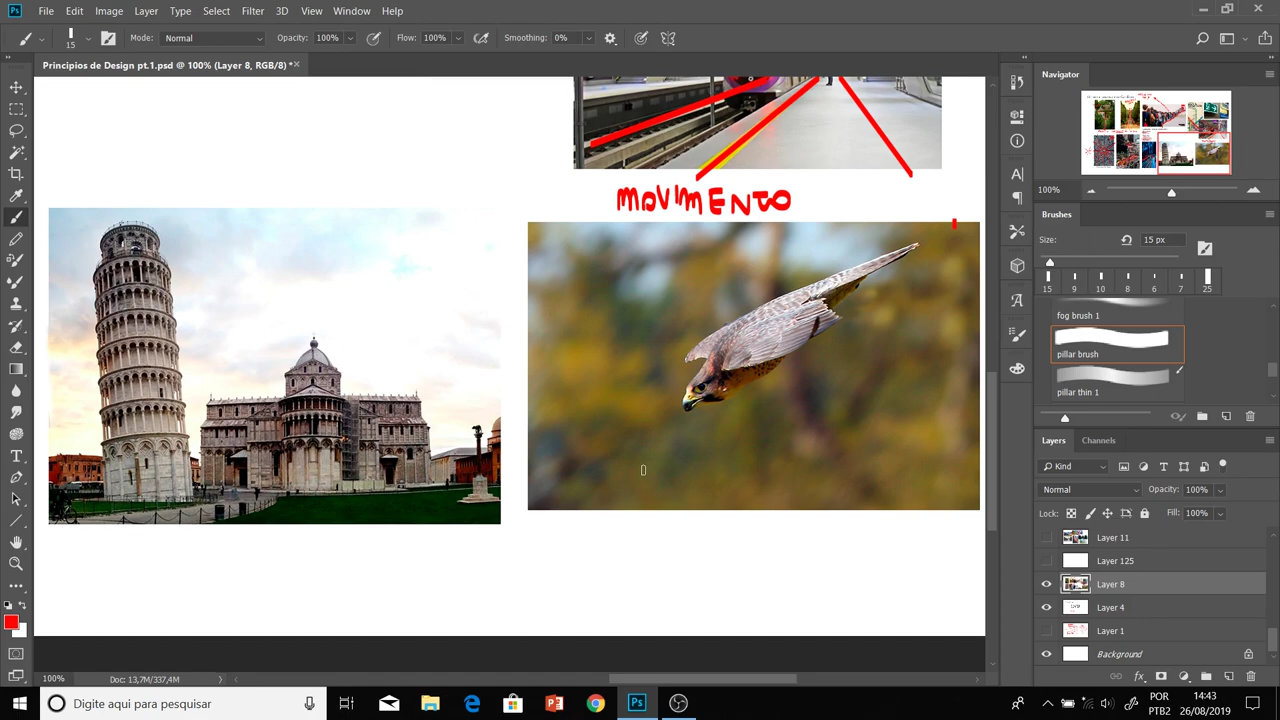 Ps File Edit Image Layer Type Select Filter 3D View Window Help
15 Mode: Normal Opacity: 100% Flow: 100% Smoothing: 0%
Principios de Design pt.1.psd @ 100% (Layer 8, RGB/8) *
Navigator
100%
Brushes
Size: 15 px
15 9 10 8 6 7 25
fog brush 1
pillar brush
pillar thin 1
Layers Channels
Kind
Normal Opacity: 100%
Lock: Fill: 100%
Layer 11
Layer 125
Layer 8
Layer 4
Layer 1
Background
MOVIMENTO
100% Doc: 13,7M/337,4M
Digite aqui para pesquisar
POR
PTB2
14:43
26/08/2019